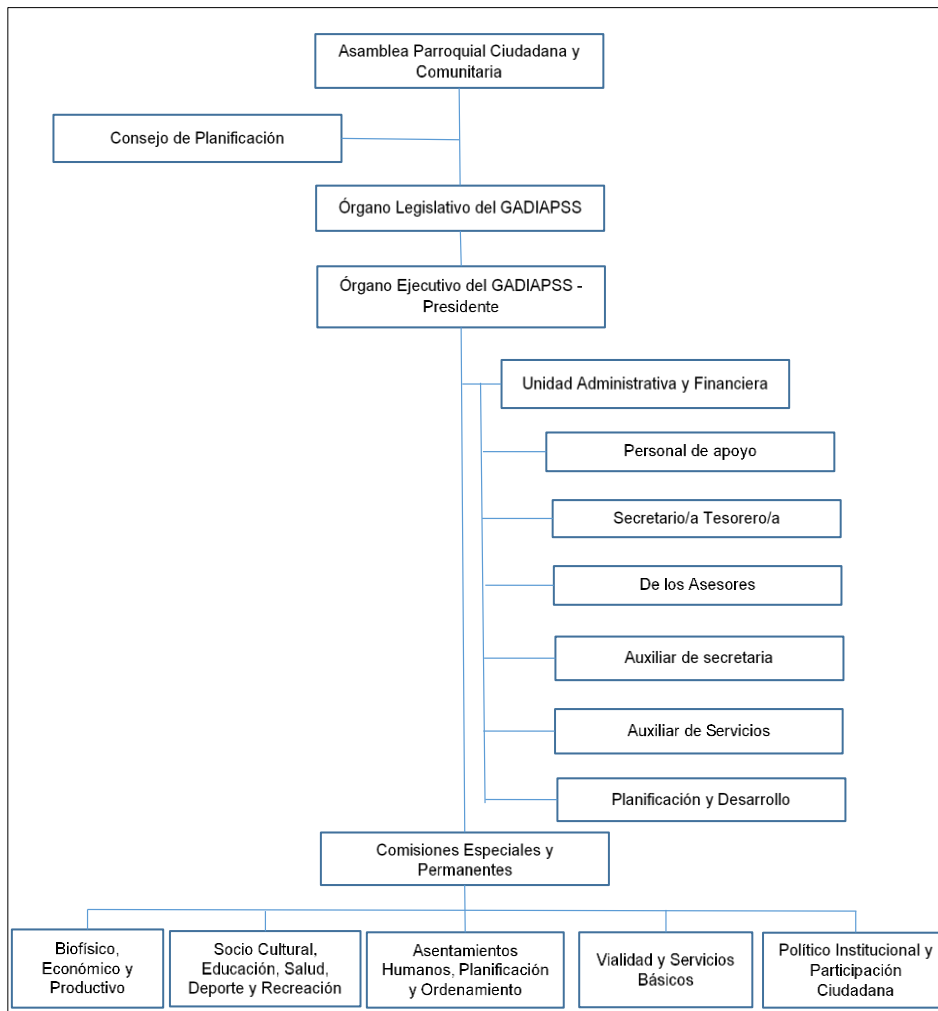 Asamblea Parroquial Ciudadana y
Comunitaria
Consejo de Planificación
Órgano Legislativo del GADIAPSS
Órgano Ejecutivo del GADIAPSS -
Presidente
Unidad Administrativa y Financiera
Personal de apoyo
Secretario/a Tesorero/a
De los Asesores
Auxiliar de secretaria
Auxiliar de Servicios
Planificación y Desarrollo
Comisiones Especiales y
Permanentes
Biofísico,
Económico y
Productivo
Socio Cultural,
Educación, Salud,
Deporte y Recreación
Asentamientos
Humanos, Planificación
y Ordenamiento
Vialidad y Servicios
Básicos
Político Institucional y
Participación
Ciudadana